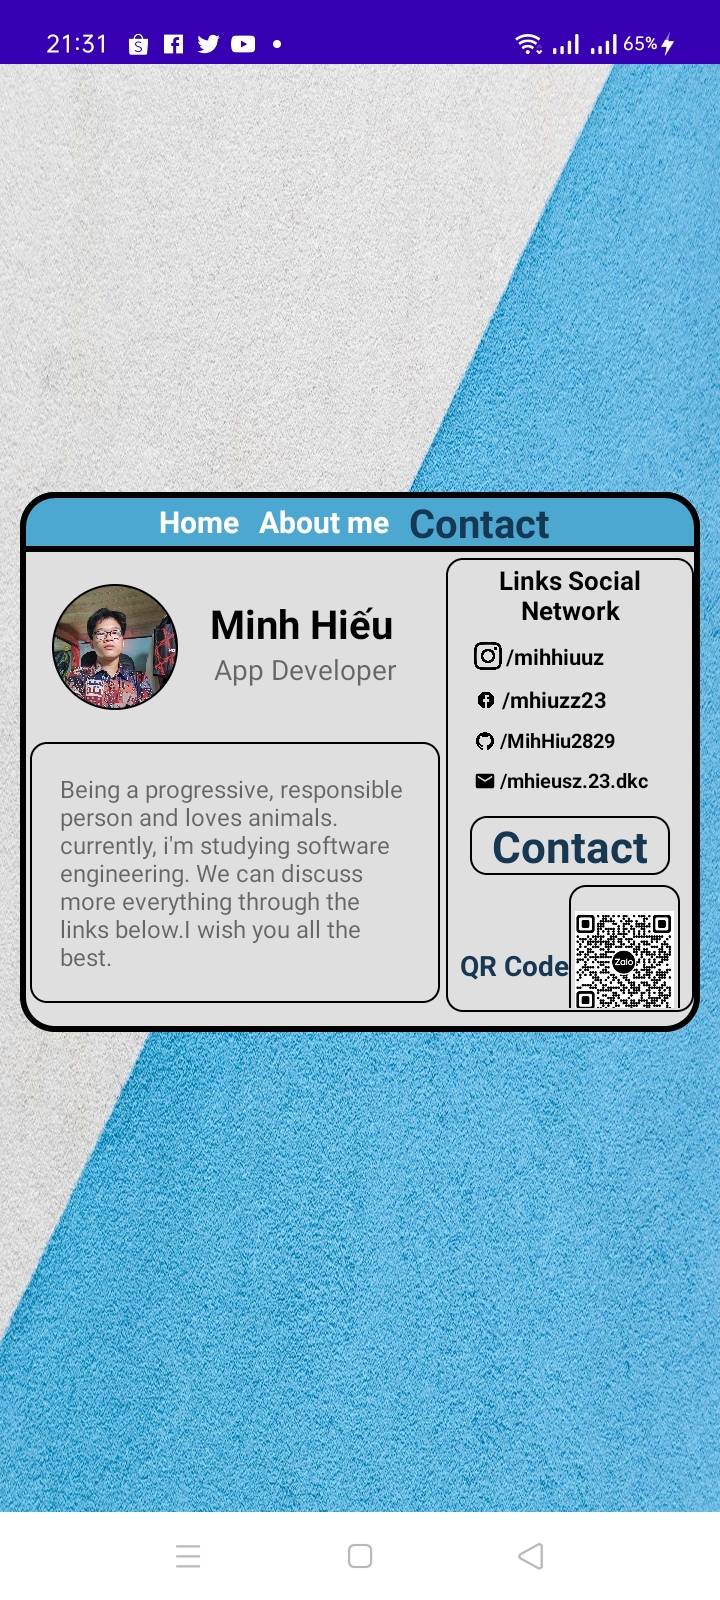 21:31
65%
Home About me Contact
Minh Hiếu
App Developer
Being a progressive, responsible
person and loves animals.
currently, i'm studying software
engineering. We can discuss
more everything through the
links below.I wish you all the
best.
Links Social
Network
/mihhiuuz
/mhiuzz23
/MihHiu2829
/mhieusz.23.dkc
Contact
QR Code
Zalo